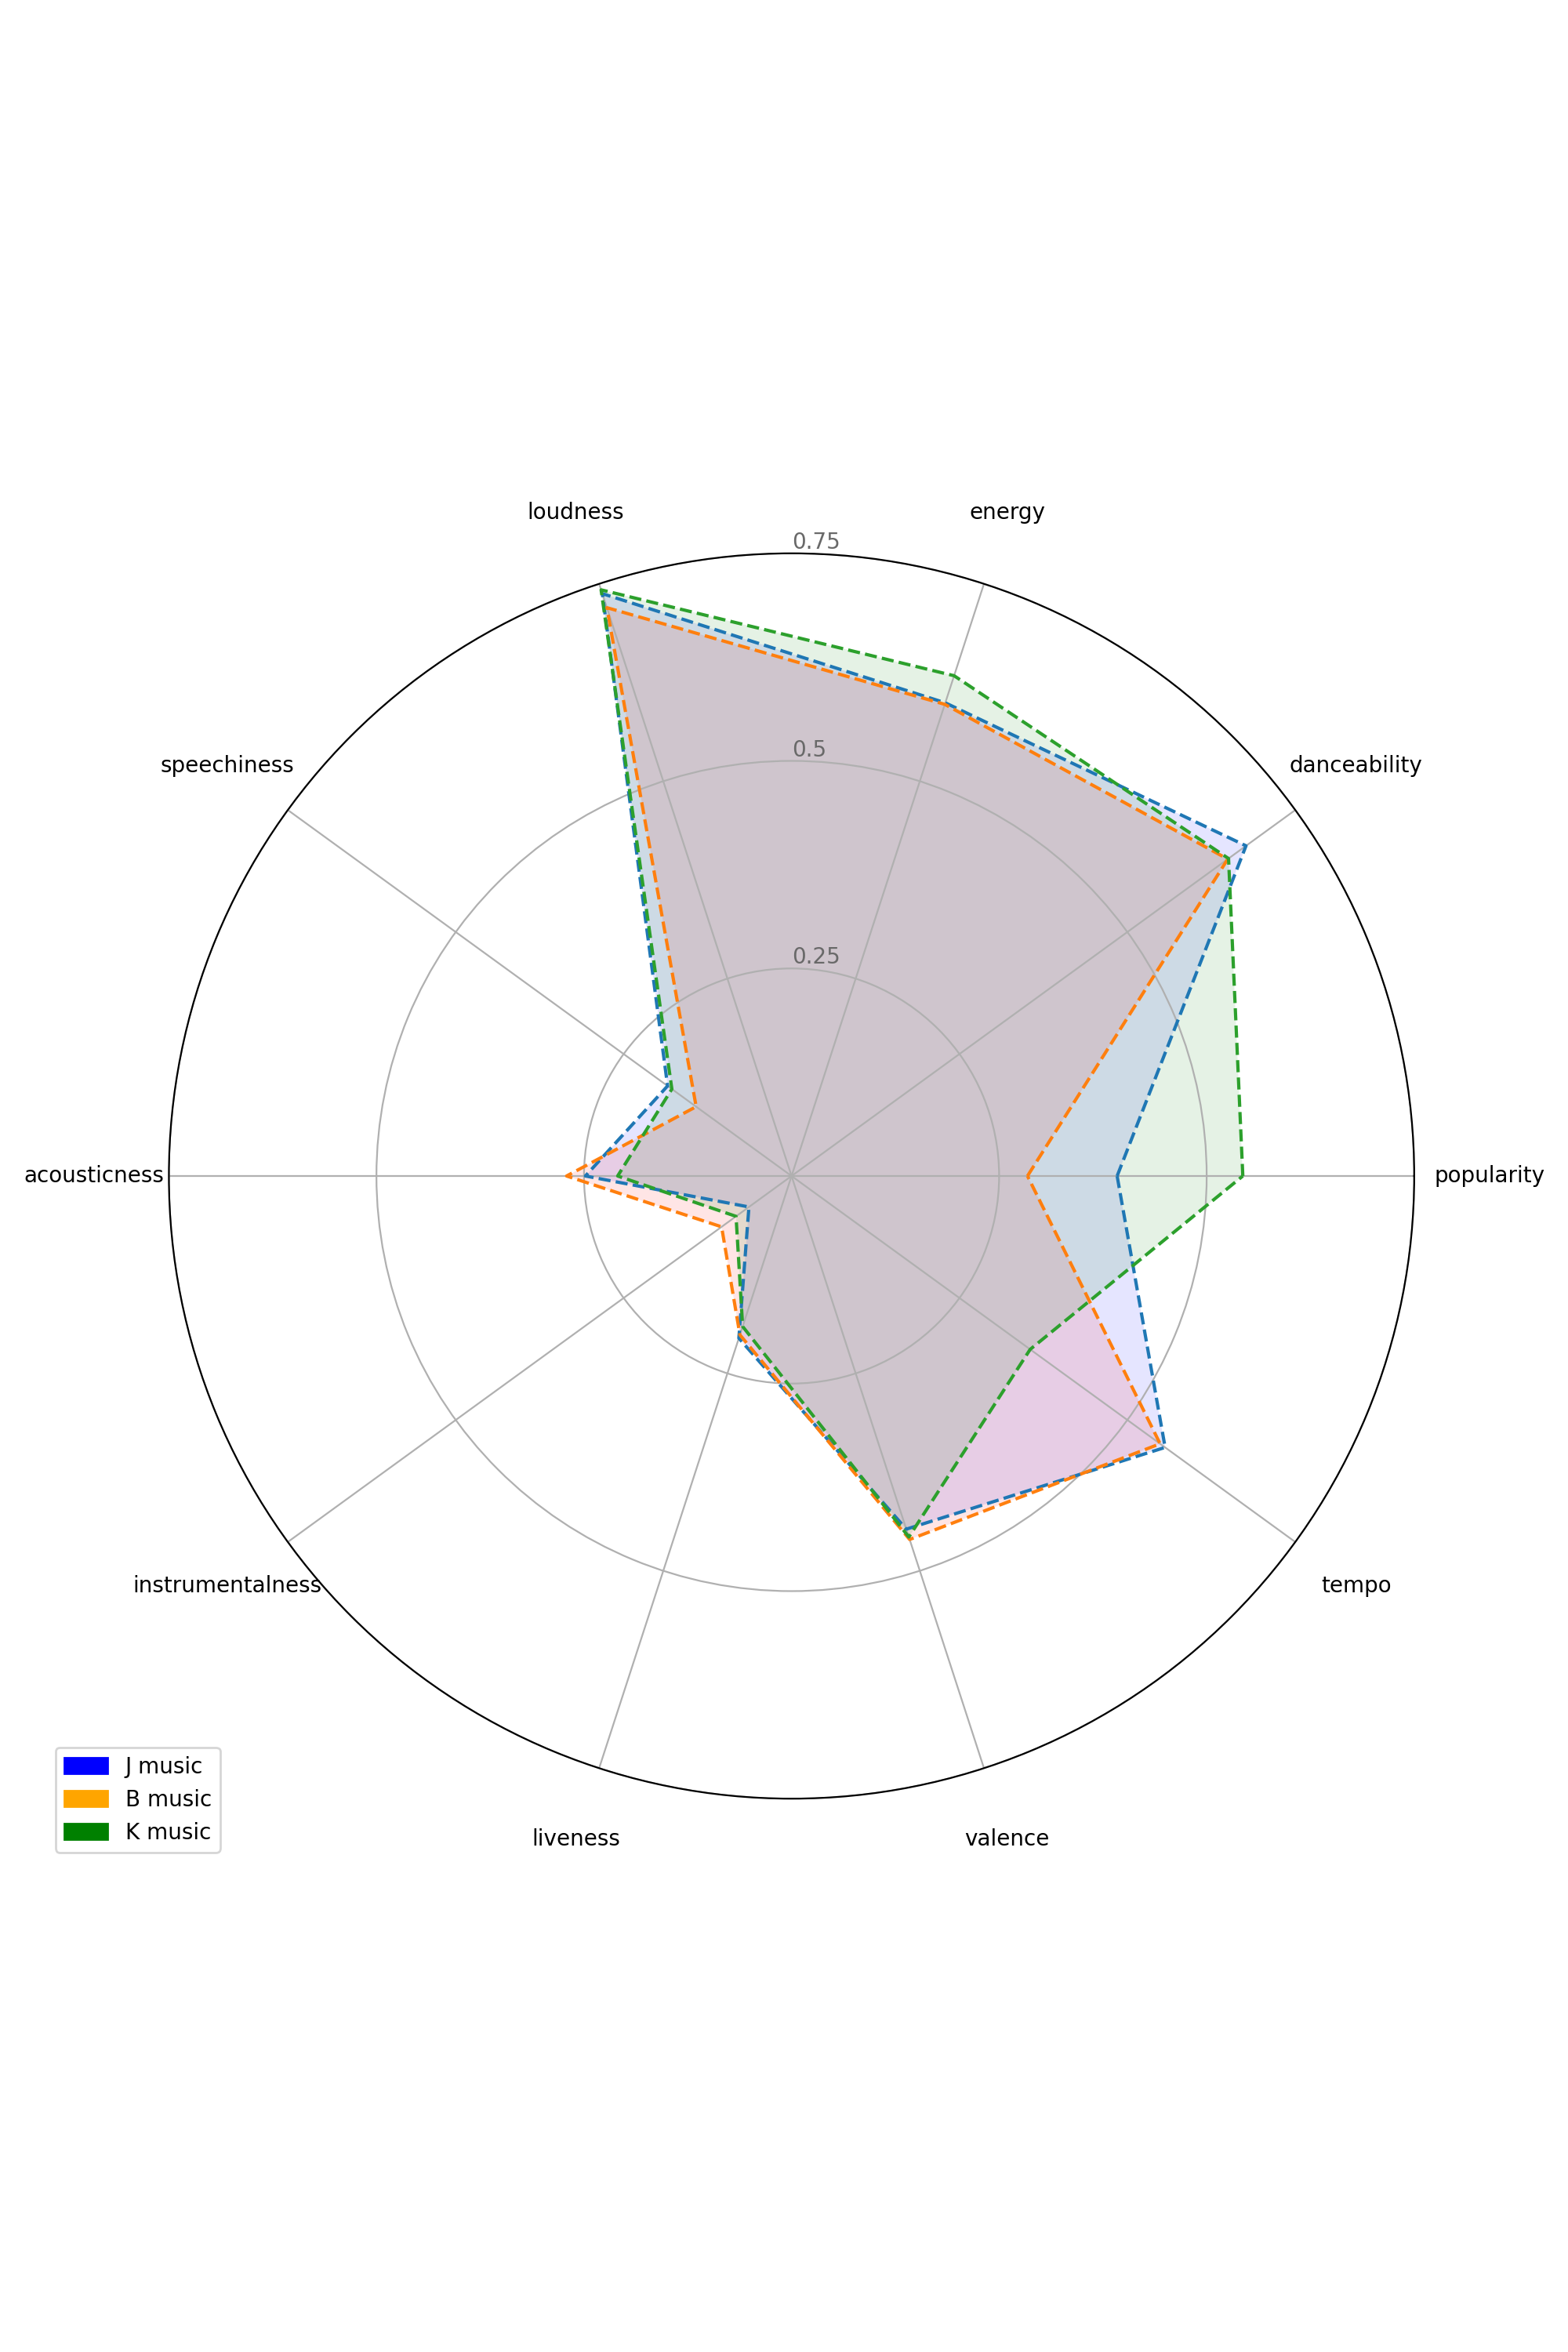 loudness
energy
0.75
0.5
speechiness
danceability
0.25
acousticness
popularity
instrumentalness
tempo
J music
B music
K music
liveness
valence